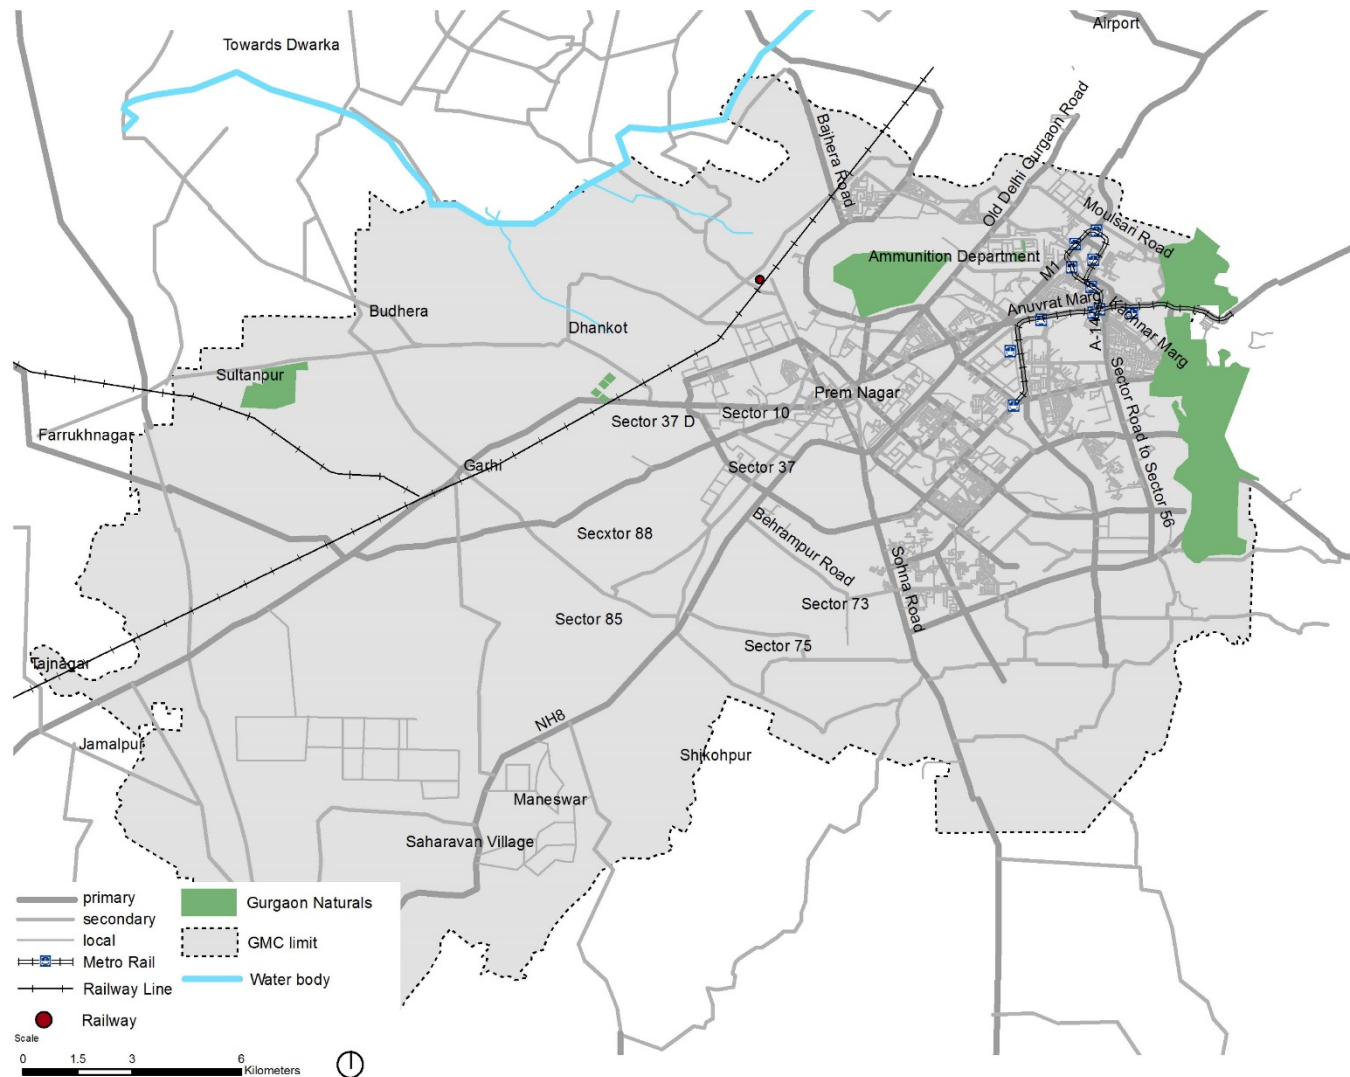 Airport
Towards Dwarka
Bajhera Road
Old Delhi Gurgaon Road
Moulsari Road
Ammunition Department
M1
Anuvrat Marg
Kachnar Marg
A-14
Budhera
Dhankot
Sultanpur
Sector Road to Sector 56
Prem Nagar
Sector 10
Sector 37 D
Farrukhnagar
Garhi
Sector 37
Secxtor 88
Behrampur Road
Sohna Road
Sector 73
Sector 85
Sector 75
Tajnagar
NH8
Jamalpur
Shikohpur
Maneswar
Saharavan Village
primary
secondary
local
Metro Rail
Railway Line
Railway
Gurgaon Naturals
GMC limit
Water body
Scale
0 1.5 3 6
Kilometers